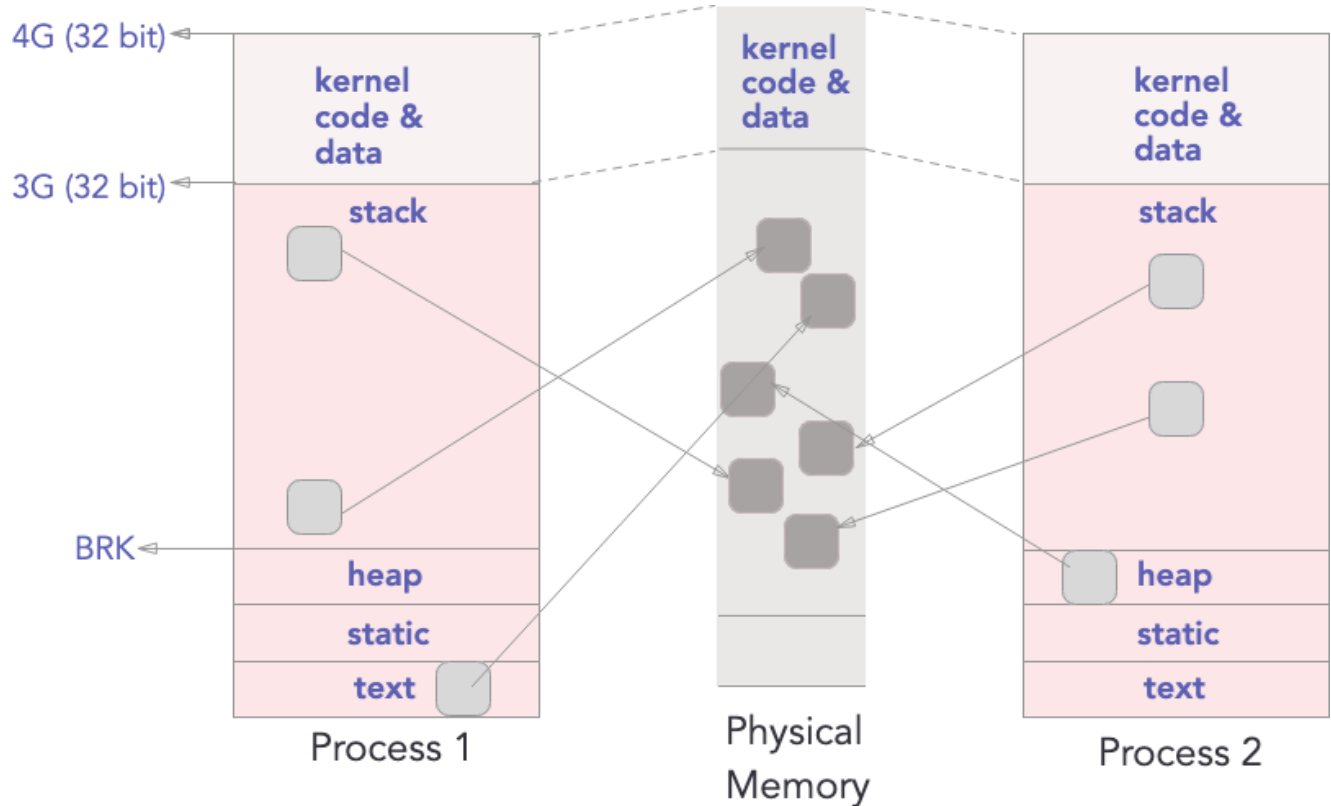 4G (32 bit)
kernel
code &
data
kernel
code &
data
kernel
code &
data
3G (32 bit)
stack
stack
BRK
heap
heap
static
static
text
text
Process 1
Physical
Memory
Process 2